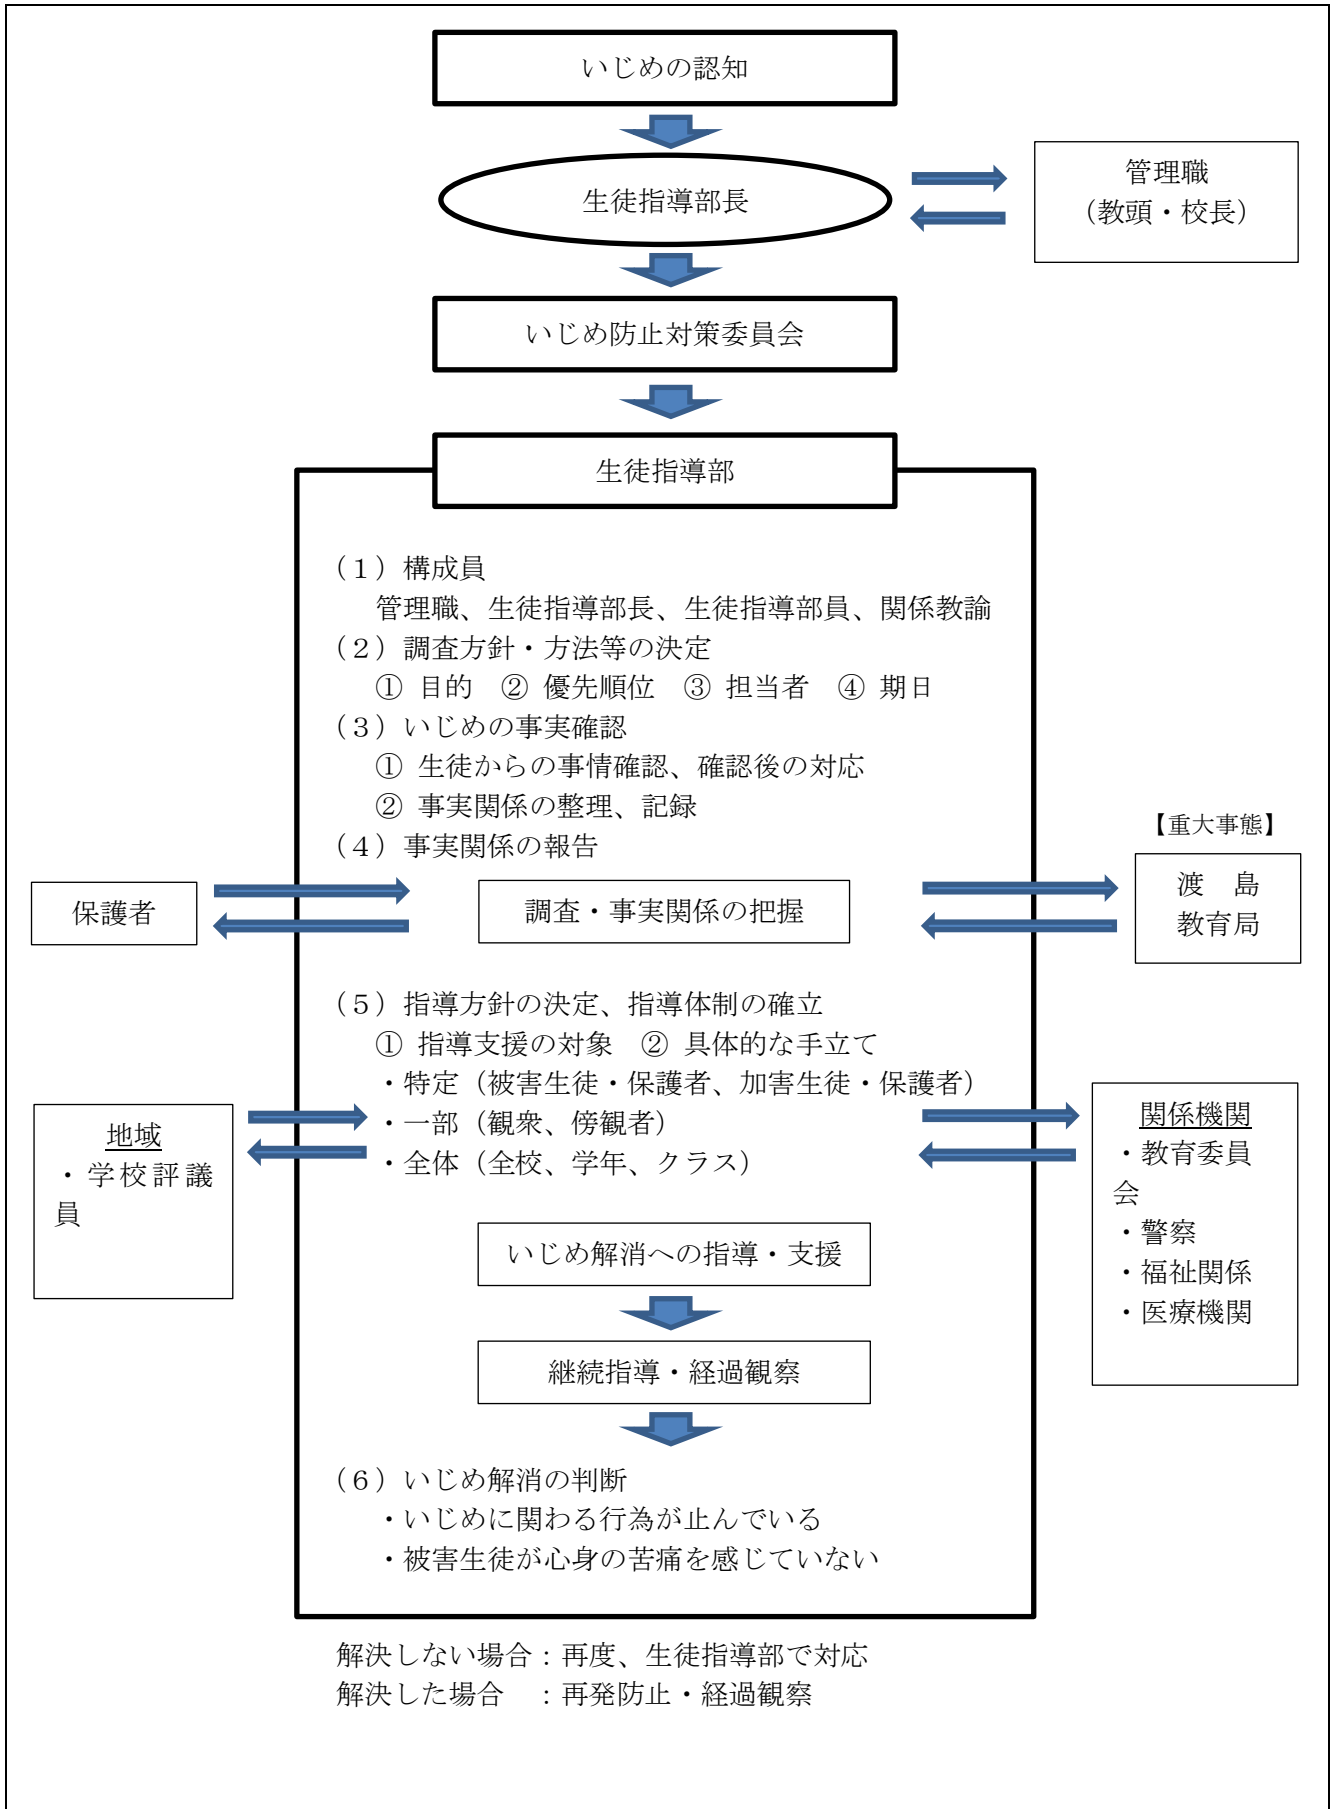 いじめの認知
生徒指導部長
管理職
（教頭・校長）
いじめ防止対策委員会
生徒指導部
（１）構成員
管理職、生徒指導部長、生徒指導部員、関係教諭
（２）調査方針・方法等の決定
① 目的　② 優先順位　③ 担当者　④ 期日
（３）いじめの事実確認
① 生徒からの事情確認、確認後の対応
② 事実関係の整理、記録
（４）事実関係の報告
【重大事態】
保護者
調査・事実関係の把握
渡　島
教育局
（５）指導方針の決定、指導体制の確立
① 指導支援の対象　② 具体的な手立て
・特定（被害生徒・保護者、加害生徒・保護者）
・一部（観衆、傍観者）
・全体（全校、学年、クラス）
地域
・学校評議
員
関係機関
・教育委員
会
・警察
・福祉関係
・医療機関
いじめ解消への指導・支援
継続指導・経過観察
（６）いじめ解消の判断
・いじめに関わる行為が止んでいる
・被害生徒が心身の苦痛を感じていない
解決しない場合：再度、生徒指導部で対応
解決した場合　：再発防止・経過観察